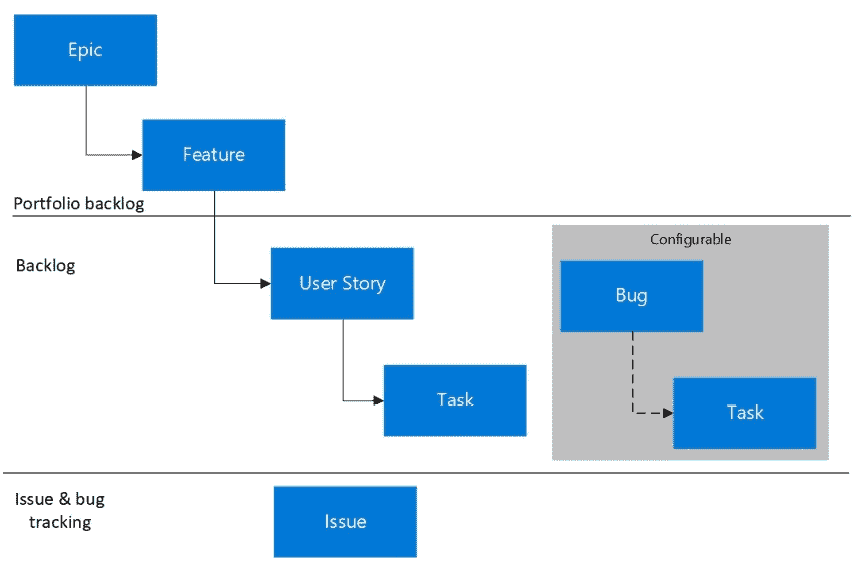 Epic
Feature
Portfolio backlog
Configurable
Backlog
User Story
Bug
Task
Task
Issue & bug
tracking
Issue